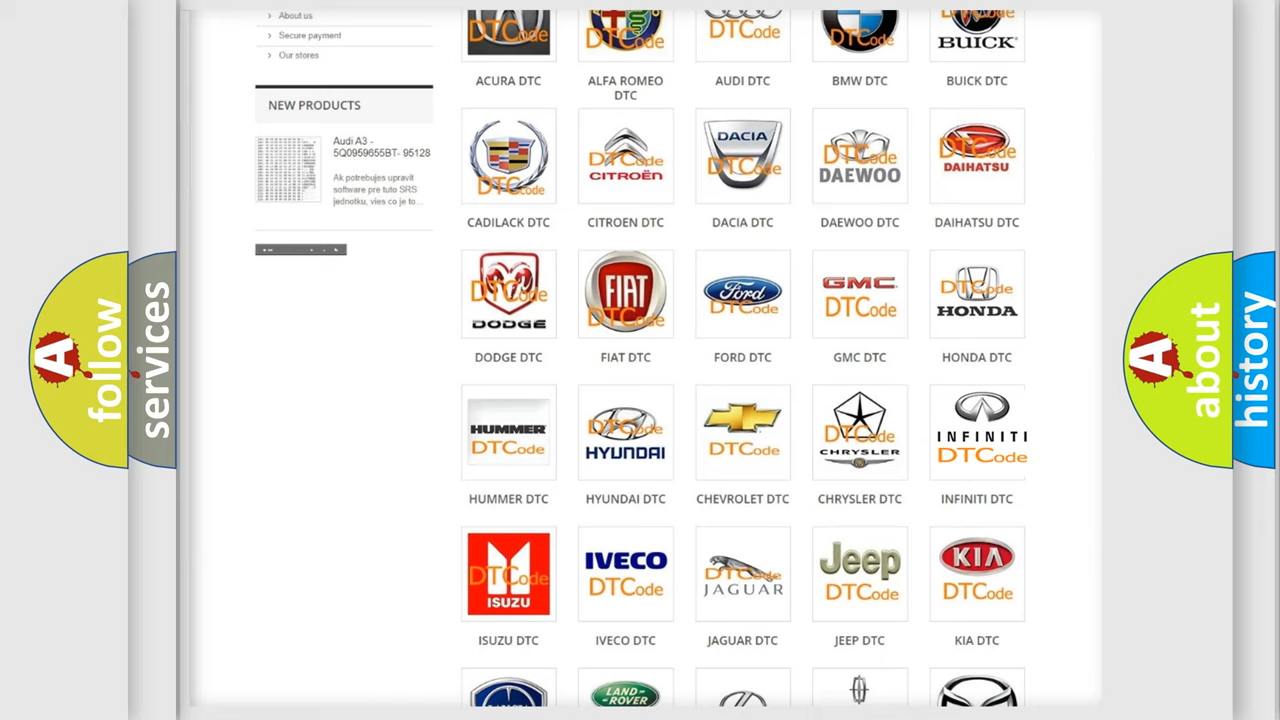 About us
Secure payment
Our stores
NEW PRODUCTS
Audi A3 -
5Q0959655BT- 95128
Ak potrebujes upravit
software pre tuto SRS
jednotku, vies co je to...
DTCode
DTCode
DTCode
DTCode
BUICK
ACURA DTC
ALFA ROMEO
DTC
AUDI DTC
BMW DTC
BUICK DTC
DTCode
DTCode
CITROËN
DACIA
DTCode
DTCode
DAEWOO
DTCode
DAIHATSU
CADILACK DTC
CITROEN DTC
DACIA DTC
DAEWOO DTC
DAIHATSU DTC
DTCode
DODGE
FIAT
DTCode
Ford
DTCode
GMC
DTCode
DTCode
HONDA
DODGE DTC
FIAT DTC
FORD DTC
GMC DTC
HONDA DTC
HUMMER
DTCode
DTCode
HYUNDAI
DTCode
DTCode
CHRYSLER
INFINITI
DTCode
HUMMER DTC
HYUNDAI DTC
CHEVROLET DTC
CHRYSLER DTC
INFINITI DTC
DTCode
ISUZU
IVECO
DTCode
DTCode
JAGUAR
Jeep
DTCode
KIA
DTCode
ISUZU DTC
IVECO DTC
JAGUAR DTC
JEEP DTC
KIA DTC
LAND-
ROVER
A
follow
services
A
about
history